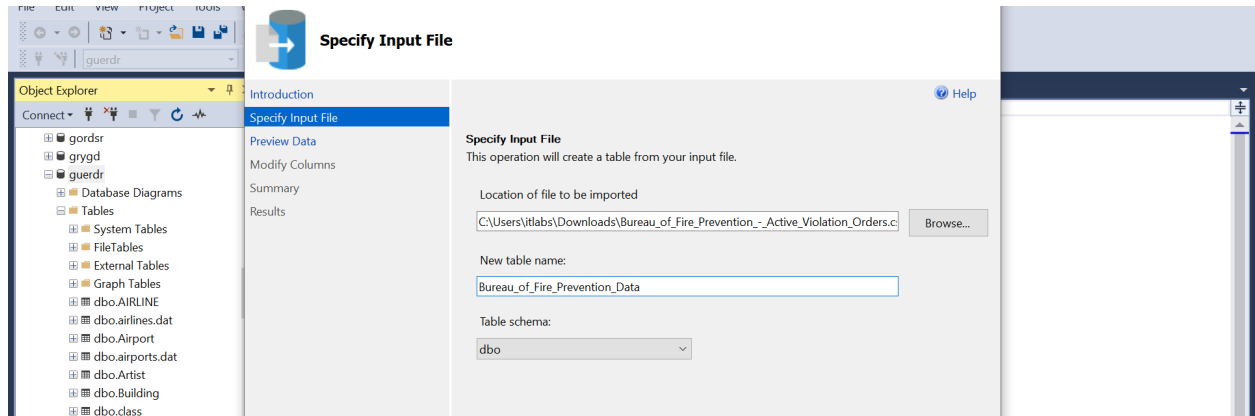 File Edit View Project Tools
guerdr
Object Explorer
Connect
gordsr
grygd
guerdr
Database Diagrams
Tables
System Tables
FileTables
External Tables
Graph Tables
dbo.AIRLINE
dbo.airlines.dat
dbo.Airport
dbo.airports.dat
dbo.Artist
dbo.Building
dbo.class
Specify Input File
Introduction
Specify Input File
Preview Data
Modify Columns
Summary
Results
Help
Specify Input File
This operation will create a table from your input file.
Location of file to be imported
C:\Users\itlabs\Downloads\Bureau_of_Fire_Prevention_-_Active_Violation_Orders.c
Browse...
New table name:
Bureau_of_Fire_Prevention_Data
Table schema:
dbo